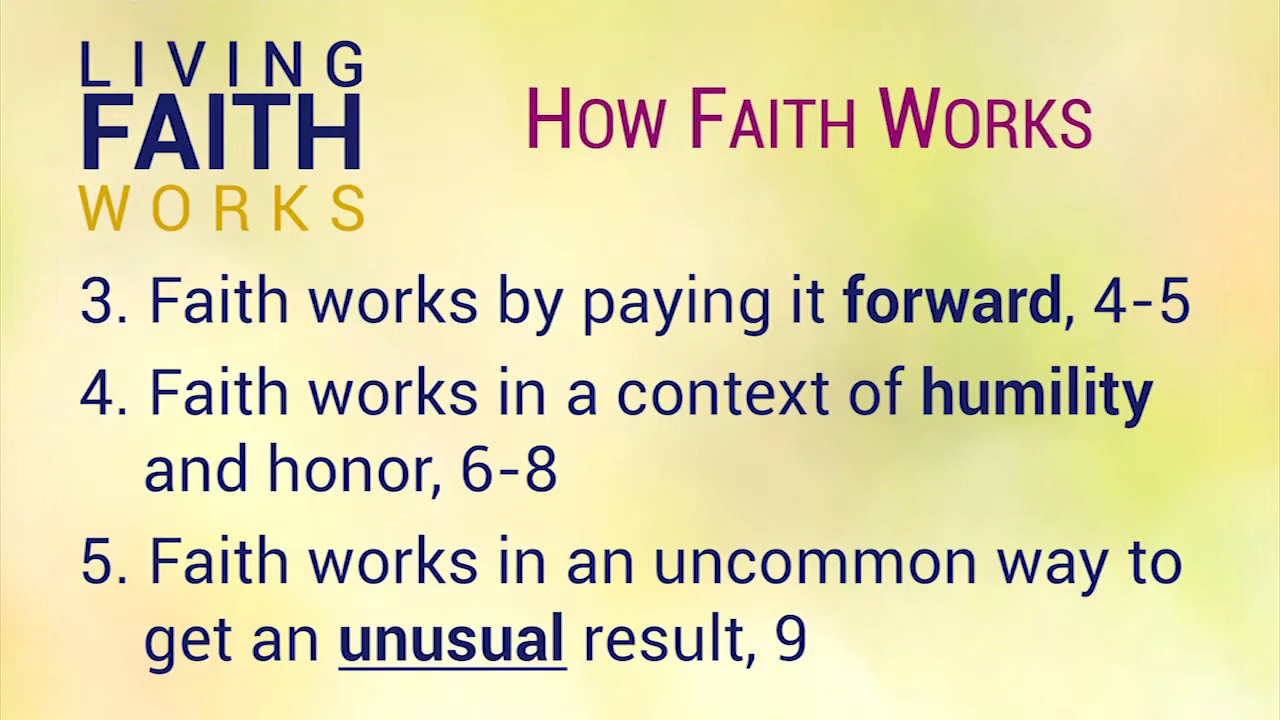 LIVING
FAITH
WORKS
HOW FAITH WORKS
3. Faith works by paying it forward, 4-5
4. Faith works in a context of humility
and honor, 6-8
5. Faith works in an uncommon way to
get an unusual result, 9